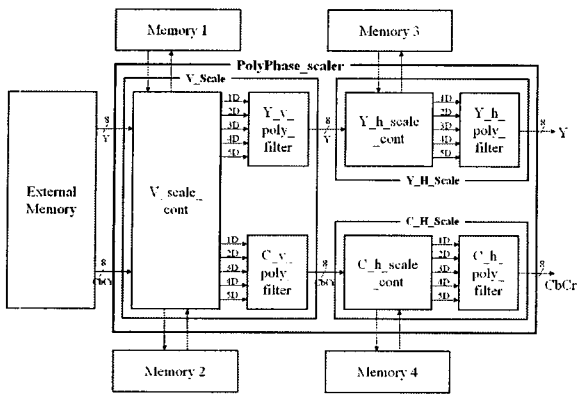 Memory 1
Memory 3
PolyPhase_scaler
V_Scale
External
Memory
8
Y
8
CbCr
V_scale_
cont
1D
2D
3D
4D
5D
Y_v_
poly_
filter
8
Y
Y_h_scale
_cont
1D
2D
3D
4D
5D
Y_h_
poly_
filter
8
Y
Y_H_Scale
C_H_Scale
1D
2D
3D
4D
5D
C_v_
poly_
filter
8
CbCr
C_h_scale
_cont
1D
2D
3D
4D
5D
C_h_
poly_
filter
8
CbCr
Memory 2
Memory 4